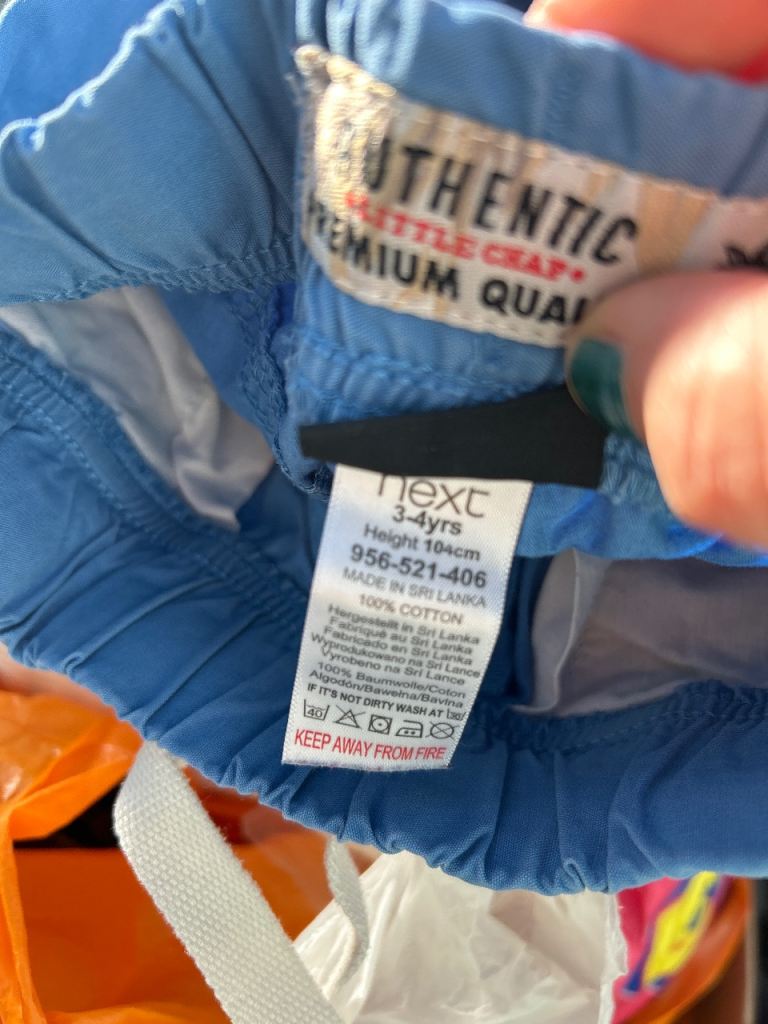 AUTHENTIC
•LITTLE CHAP•
PREMIUM QUAL
next
3-4yrs
Height 104cm
956-521-406
MADE IN SRI LANKA
100% COTTON
Hergestellt in Sri Lanka
Fabriqué au Sri Lanka
Fabricado en Sri Lanka
Wyprodukowano na Sri Lance
Vyrobeno na Srí Lance
100% Baumwolle/Coton
Algodón/Bawełna/Bavlna
IF IT'S NOT DIRTY WASH AT 30
40
KEEP AWAY FROM FIRE